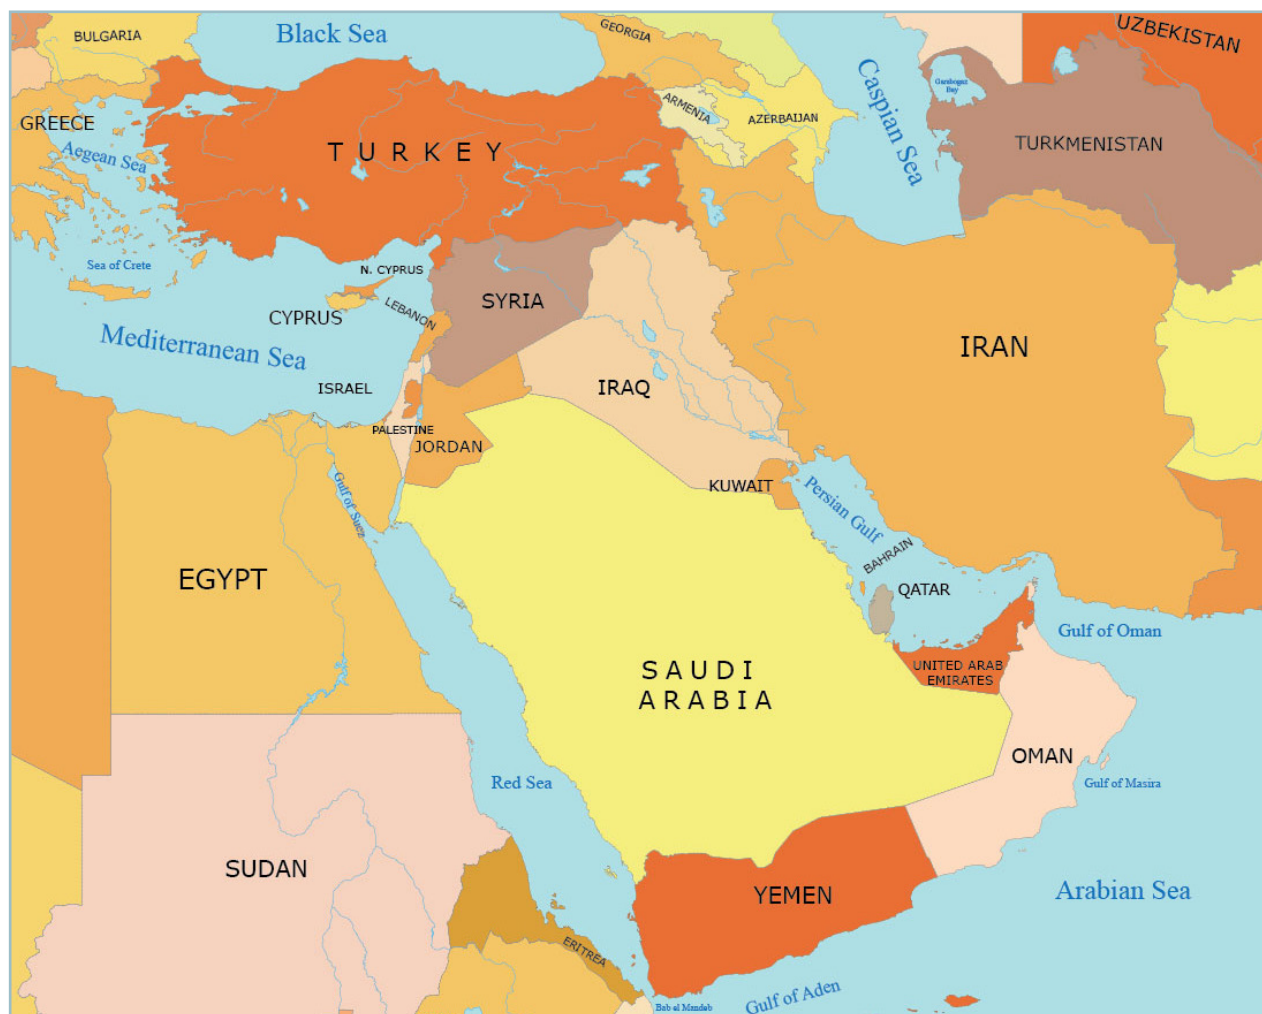 BULGARIA
Black Sea
GEORGIA
UZBEKISTAN
Caspian Sea
Garabogaz
Bay
GREECE
Aegean Sea
TURKEY
ARMENIA
AZERBAIJAN
TURKMENISTAN
Sea of Crete
N. CYPRUS
CYPRUS
LEBANON
SYRIA
Mediterranean Sea
IRAN
ISRAEL
IRAQ
PALESTINE
JORDAN
KUWAIT
Gulf of Suez
Persian Gulf
BAHRAIN
EGYPT
QATAR
Gulf of Oman
SAUDI
ARABIA
UNITED ARAB
EMIRATES
OMAN
Red Sea
Gulf of Masira
SUDAN
YEMEN
Arabian Sea
ERITREA
Gulf of Aden
Bab el Mandab